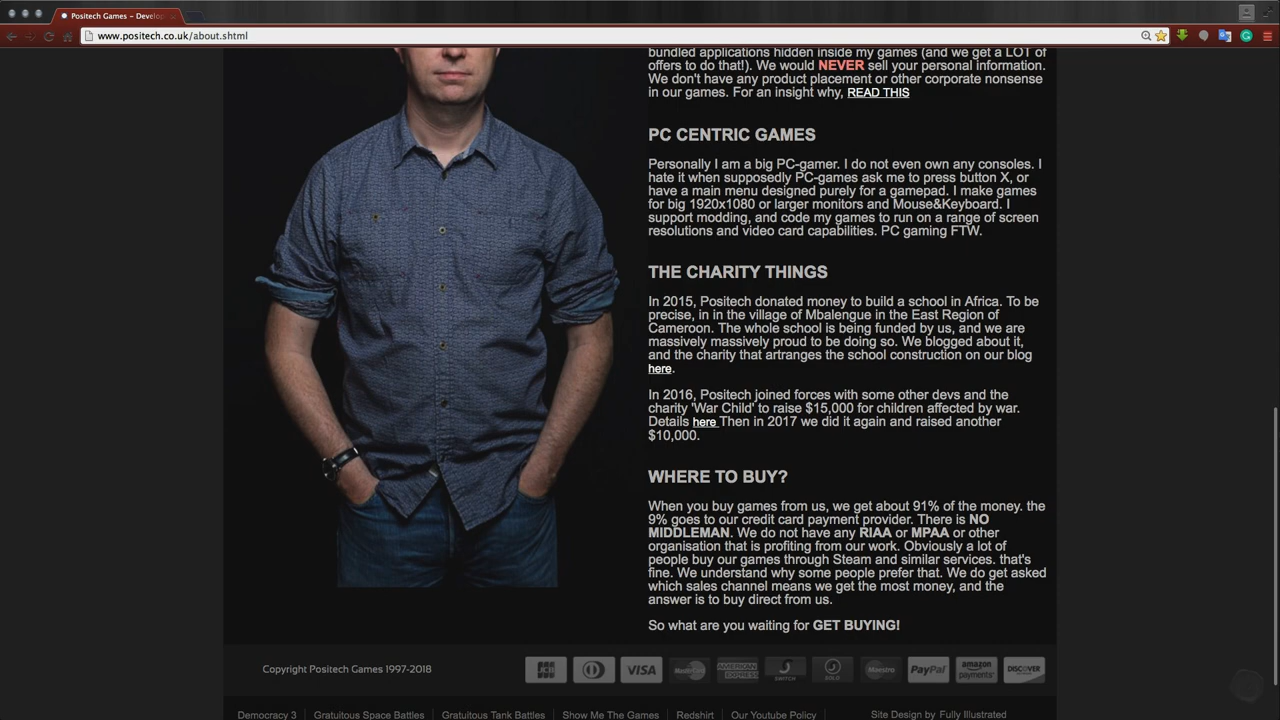 Positech Games – Develop
www.positech.co.uk/about.shtml
bundled applications hidden inside my games (and we get a LOT of
offers to do that!). We would NEVER sell your personal information.
We don't have any product placement or other corporate nonsense
in our games. For an insight why, READ THIS
PC CENTRIC GAMES
Personally I am a big PC-gamer. I do not even own any consoles. I
hate it when supposedly PC-games ask me to press button X, or
have a main menu designed purely for a gamepad. I make games
for big 1920x1080 or larger monitors and Mouse&Keyboard. I
support modding, and code my games to run on a range of screen
resolutions and video card capabilities. PC gaming FTW.
THE CHARITY THINGS
In 2015, Positech donated money to build a school in Africa. To be
precise, in in the village of Mbalengue in the East Region of
Cameroon. The whole school is being funded by us, and we are
massively massively proud to be doing so. We blogged about it,
and the charity that artranges the school construction on our blog
here.
In 2016, Positech joined forces with some other devs and the
charity 'War Child' to raise $15,000 for children affected by war.
Details here Then in 2017 we did it again and raised another
$10,000.
WHERE TO BUY?
When you buy games from us, we get about 91% of the money. the
9% goes to our credit card payment provider. There is NO
MIDDLEMAN. We do not have any RIAA or MPAA or other
organisation that is profiting from our work. Obviously a lot of
people buy our games through Steam and similar services. that's
fine. We understand why some people prefer that. We do get asked
which sales channel means we get the most money, and the
answer is to buy direct from us.
So what are you waiting for GET BUYING!
Copyright Positech Games 1997-2018
JCB VISA MasterCard AMERICAN EXPRESS SWITCH SOLO Maestro PayPal amazon payments DISCOVER
Democracy 3 Gratuitous Space Battles Gratuitous Tank Battles Show Me The Games Redshirt Our Youtube Policy Site Design by Fully Illustrated